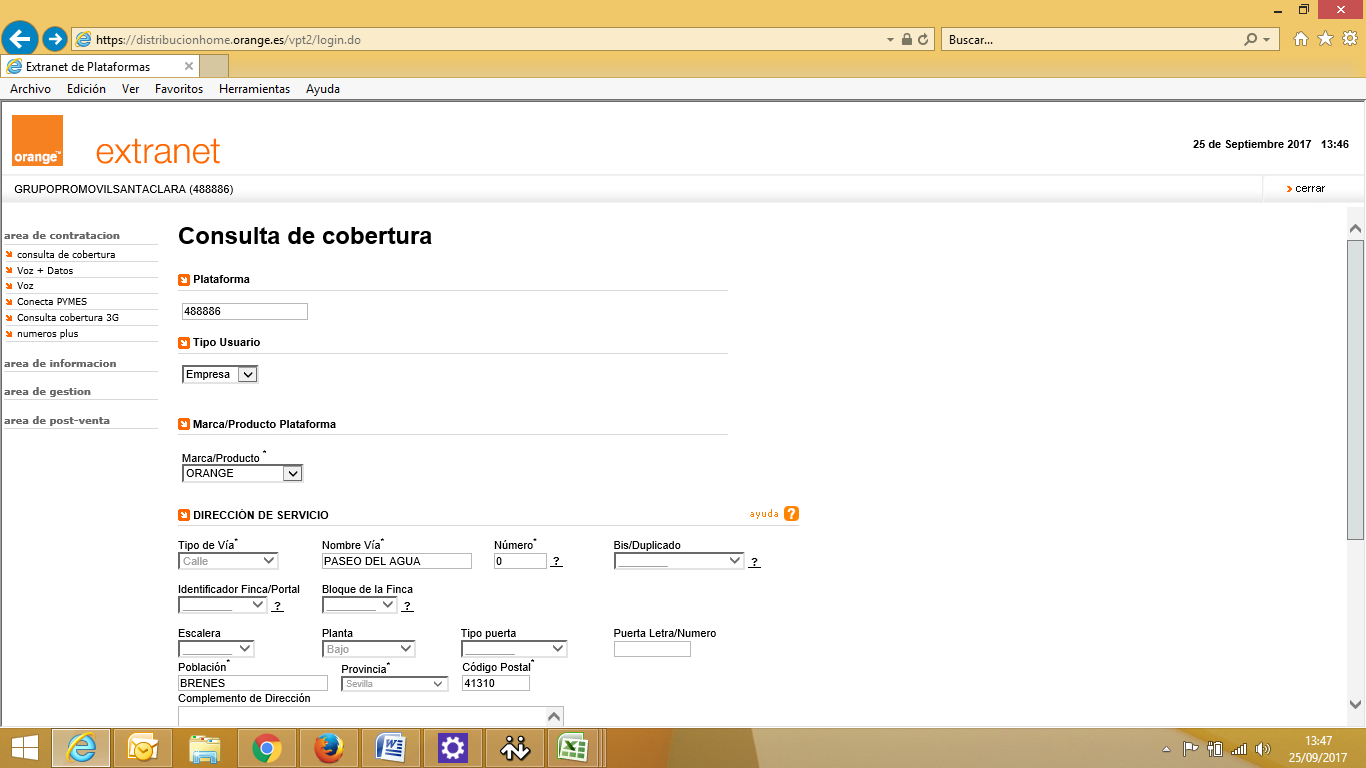 https://distribucionhome.orange.es/vpt2/login.do
Buscar...
Extranet de Plataformas
Archivo Edición Ver Favoritos Herramientas Ayuda
orange™ extranet
25 de Septiembre 2017 13:46
GRUPOPROMOVILSANTACLARA (488886)
cerrar
area de contratacion
consulta de cobertura
Voz + Datos
Voz
Conecta PYMES
Consulta cobertura 3G
numeros plus
area de informacion
area de gestion
area de post-venta
Consulta de cobertura
Plataforma
488886
Tipo Usuario
Empresa
Marca/Producto Plataforma
Marca/Producto *
ORANGE
DIRECCIÓN DE SERVICIO
ayuda ?
Tipo de Vía* Nombre Vía* Número* Bis/Duplicado
Calle PASEO DEL AGUA 0 ? ________ ?
Identificador Finca/Portal Bloque de la Finca
________ ? ________ ?
Escalera Planta Tipo puerta Puerta Letra/Numero
________ Bajo ________
Población* Provincia* Código Postal*
BRENES Sevilla 41310
Complemento de Dirección
13:47
25/09/2017